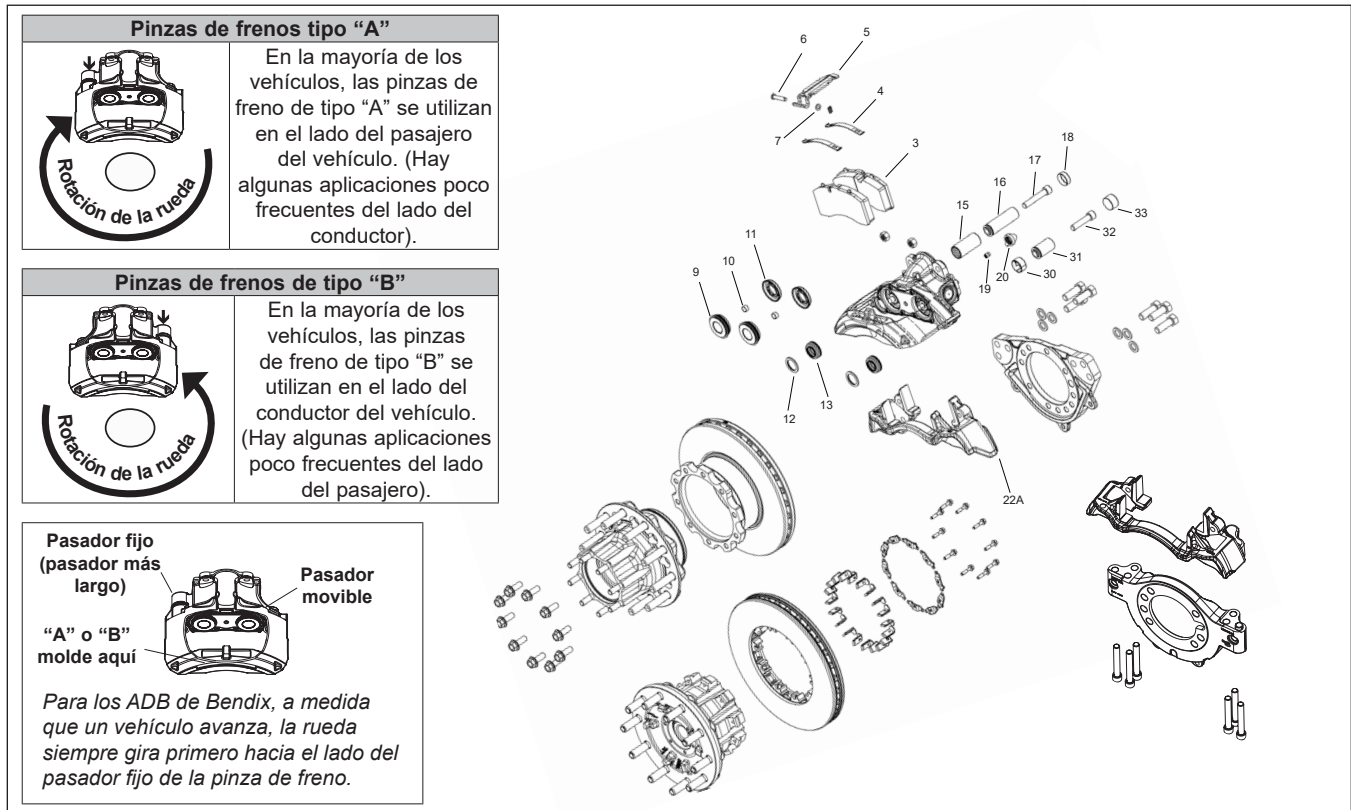 Pinzas de frenos tipo “A”
Rotación de la rueda
En la mayoría de los
vehículos, las pinzas de
freno de tipo “A” se utilizan
en el lado del pasajero
del vehículo. (Hay
algunas aplicaciones poco
frecuentes del lado del
conductor).
Pinzas de frenos de tipo “B”
Rotación de la rueda
En la mayoría de los
vehículos, las pinzas
de freno de tipo “B” se
utilizan en el lado del
conductor del vehículo.
(Hay algunas aplicaciones
poco frecuentes del lado
del pasajero).
Pasador fijo
(pasador más
largo)
Pasador
movible
“A” o “B”
molde aquí
Para los ADB de Bendix, a medida
que un vehículo avanza, la rueda
siempre gira primero hacia el lado del
pasador fijo de la pinza de freno.
6
5
4
7
3
18
17
16
33
15
32
11
10
31
9
20
30
19
12
13
22A